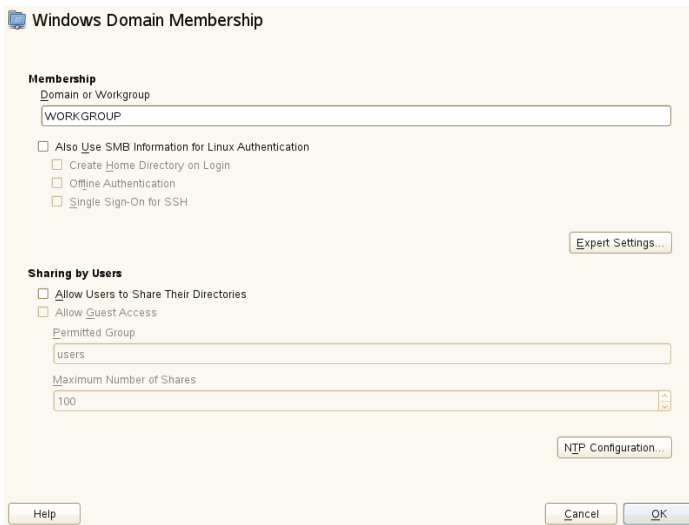 Windows Domain Membership
Membership
Domain or Workgroup
WORKGROUP
Also Use SMB Information for Linux Authentication
Create Home Directory on Login
Offline Authentication
Single Sign-On for SSH
Expert Settings...
Sharing by Users
Allow Users to Share Their Directories
Allow Guest Access
Permitted Group
users
Maximum Number of Shares
100
NTP Configuration...
Help
Cancel
OK